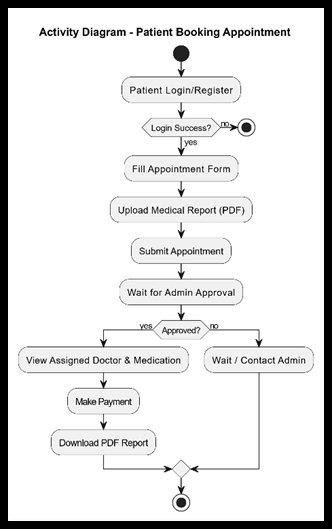 Activity Diagram - Patient Booking Appointment
Patient Login/Register
Login Success?
no
yes
Fill Appointment Form
Upload Medical Report (PDF)
Submit Appointment
Wait for Admin Approval
yes
Approved?
no
View Assigned Doctor & Medication
Wait / Contact Admin
Make Payment
Download PDF Report